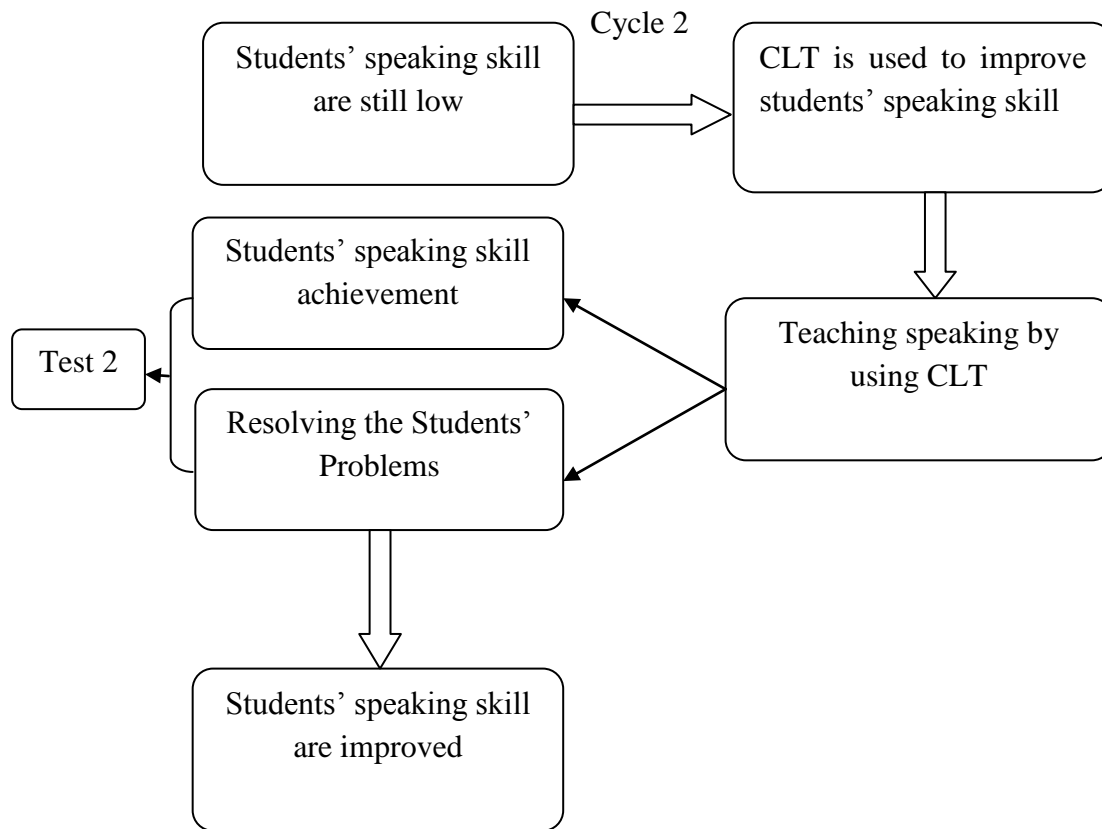 Cycle 2
Students’ speaking skill
are still low
CLT is used to improve
students’ speaking skill
Students’ speaking skill
achievement
Teaching speaking by
using CLT
Test 2
Resolving the Students’
Problems
Students’ speaking skill
are improved